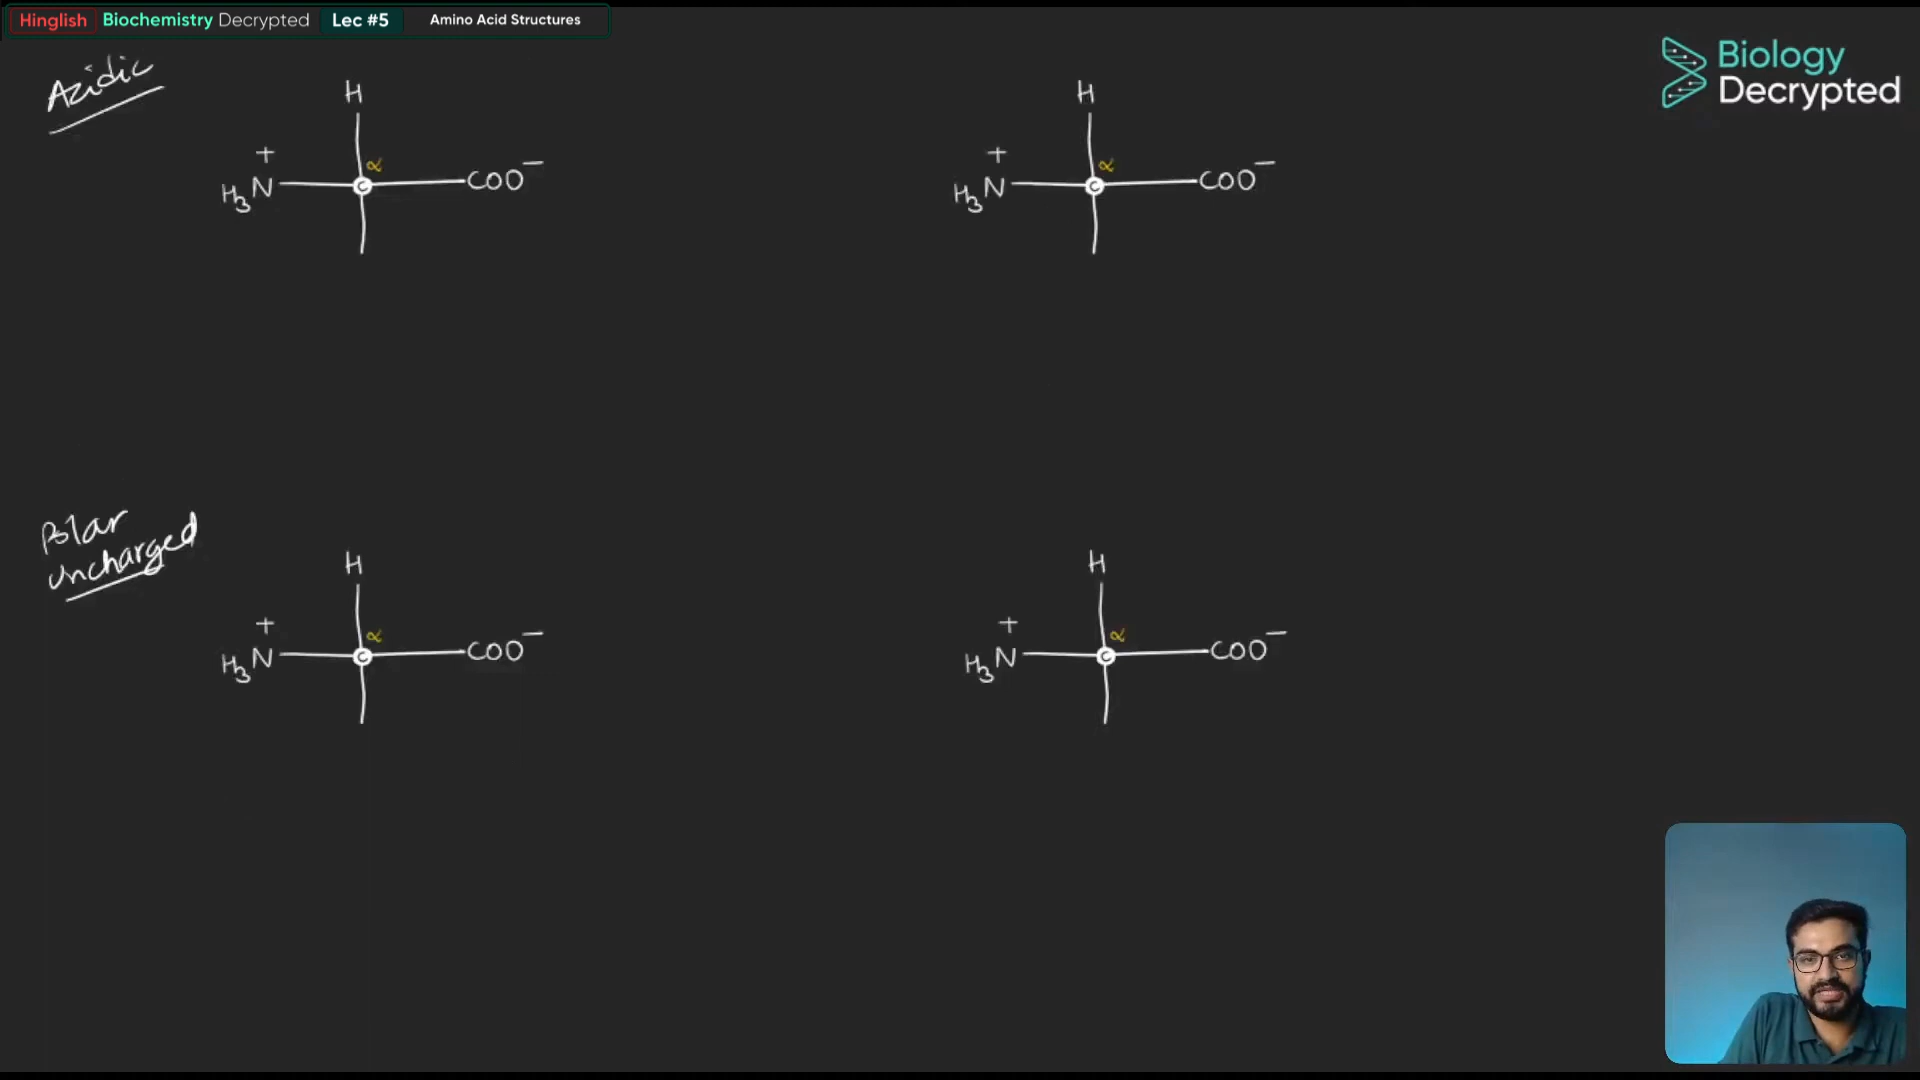 Hinglish Biochemistry Decrypted Lec #5 Amino Acid Structures
Biology
Decrypted
Acidic
H
H
+
α
+
α
H3N C COO−
H3N C COO−
Polar
uncharged
H
H
+
α
+
α
H3N C COO−
H3N C COO−